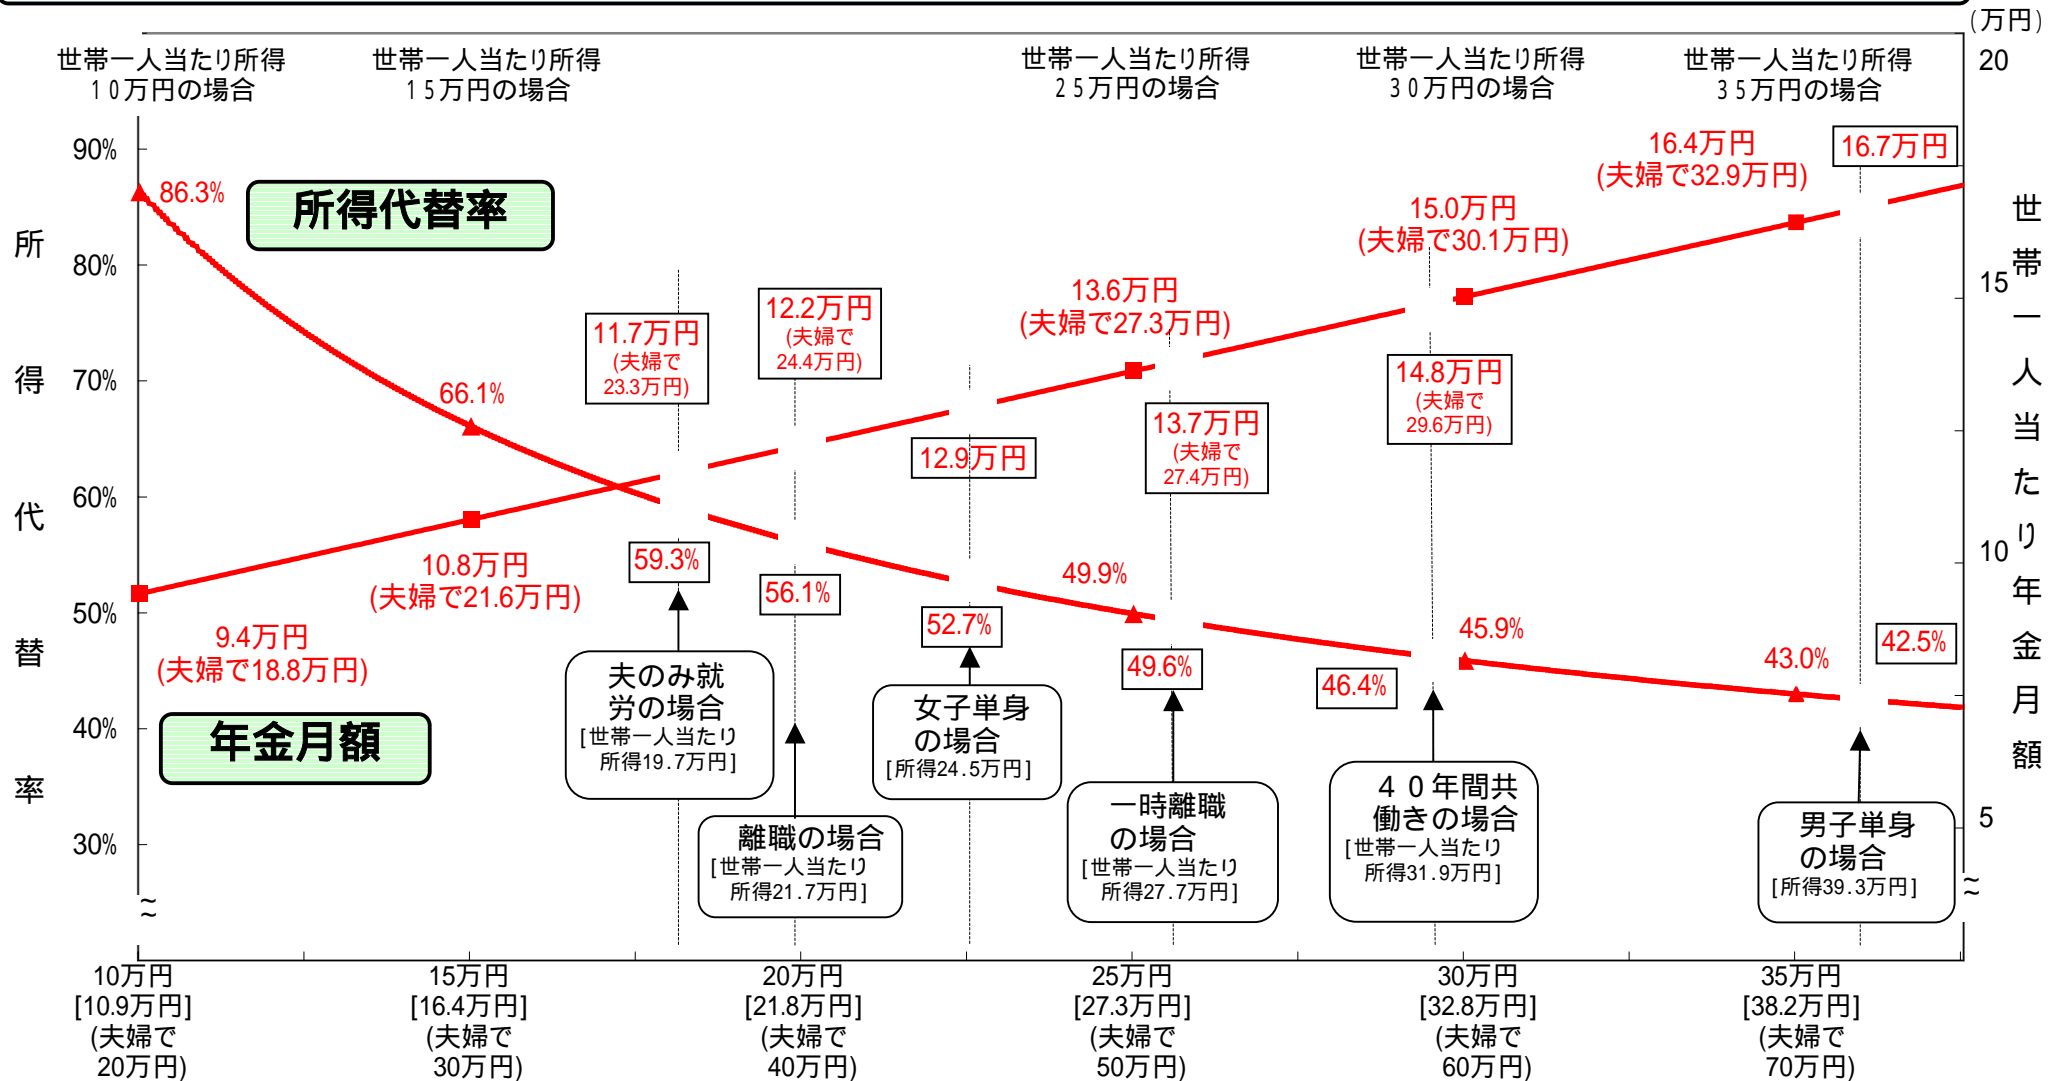 (万円)
世帯一人当たり所得
10万円の場合
世帯一人当たり所得
15万円の場合
世帯一人当たり所得
25万円の場合
世帯一人当たり所得
30万円の場合
世帯一人当たり所得
35万円の場合
20
90%
80%
70%
60%
50%
40%
30%
所得代替率
15
10
5
世帯一人当たり年金月額
所得代替率
年金月額
86.3%
66.1%
59.3%
56.1%
52.7%
49.9%
49.6%
46.4%
45.9%
43.0%
42.5%
9.4万円
(夫婦で18.8万円)
10.8万円
(夫婦で21.6万円)
11.7万円
(夫婦で
23.3万円)
12.2万円
(夫婦で
24.4万円)
12.9万円
13.6万円
(夫婦で27.3万円)
13.7万円
(夫婦で
27.4万円)
14.8万円
(夫婦で
29.6万円)
15.0万円
(夫婦で30.1万円)
16.4万円
(夫婦で32.9万円)
16.7万円
夫のみ就
労の場合
[世帯一人当たり
所得19.7万円]
離職の場合
[世帯一人当たり
所得21.7万円]
女子単身
の場合
[所得24.5万円]
一時離職
の場合
[世帯一人当たり
所得27.7万円]
40年間共
働きの場合
[世帯一人当たり
所得31.9万円]
男子単身
の場合
[所得39.3万円]
≈
≈
10万円
[10.9万円]
(夫婦で
20万円)
15万円
[16.4万円]
(夫婦で
30万円)
20万円
[21.8万円]
(夫婦で
40万円)
25万円
[27.3万円]
(夫婦で
50万円)
30万円
[32.8万円]
(夫婦で
60万円)
35万円
[38.2万円]
(夫婦で
70万円)